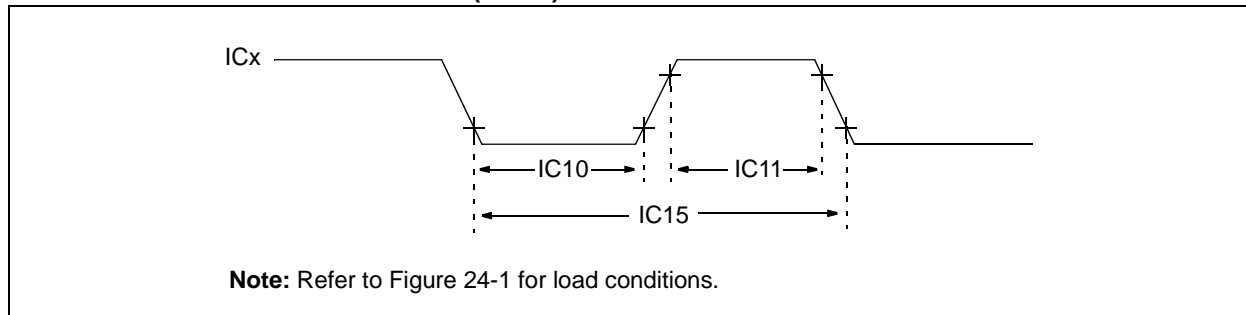 ICx
IC10
IC11
IC15
Note: Refer to Figure 24-1 for load conditions.